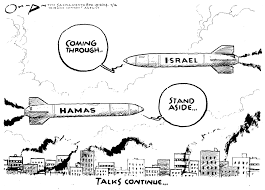 COMING
THROUGH...
ISRAEL
HAMAS
STAND
ASIDE...
TALKS CONTINUE...